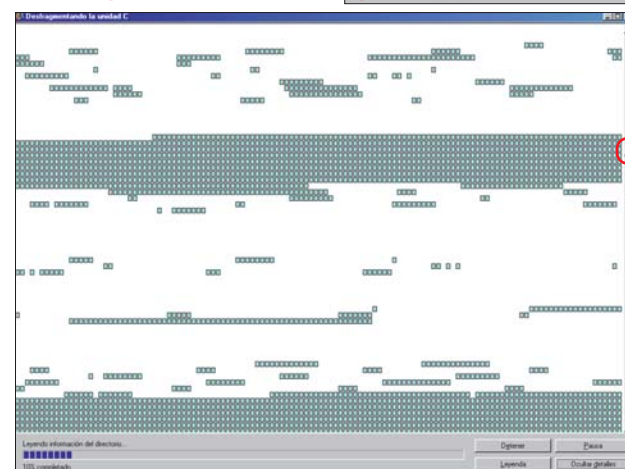 Desfragmentando la unidad C
Leyendo información del directorio...
10% completado
Detener
Pausa
Leyenda
Ocultar detalles